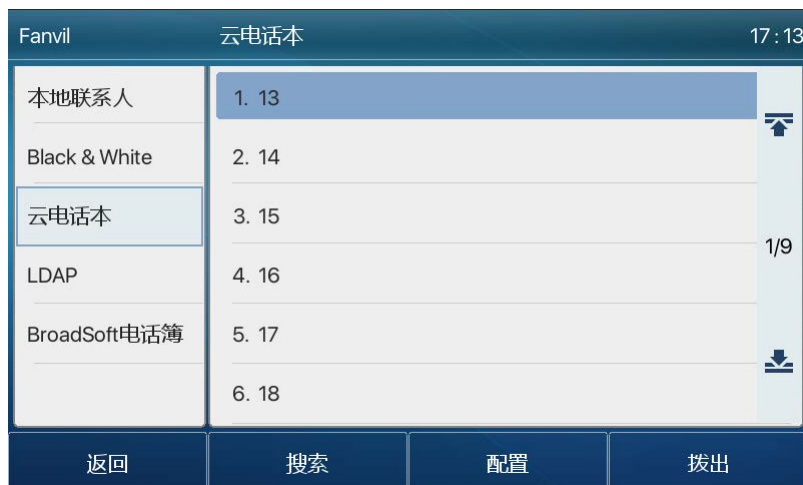 Fanvil 云电话本 17:13
本地联系人
Black & White
云电话本
LDAP
BroadSoft电话簿
1. 13
2. 14
3. 15
4. 16
5. 17
6. 18
1/9
返回 搜索 配置 拨出